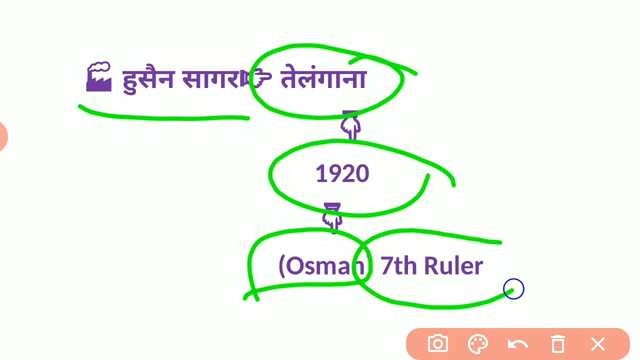 🏭 हुसैन सागर 👉 तेलंगाना
👇
1920
👇
(Osman) 7th Ruler